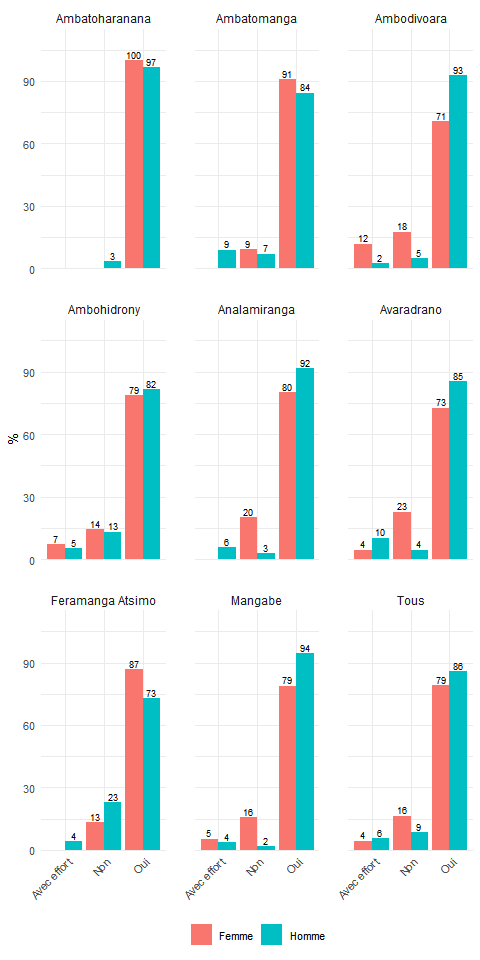 Ambatoharanana Ambatomanga Ambodivoara
100 97 3
91 84 9 9 7
93 71 12 18 2 5
90
60
30
0
Ambohidrony Analamiranga Avaradrano
79 82 7 5 14 13
80 92 6 20 3
73 85 4 10 23 4
90
60
30
0
%
Feramanga Atsimo Mangabe Tous
87 73 4 13 23
79 94 5 4 16 2
79 86 4 6 16 9
90
60
30
0
Avec effort Non Oui Avec effort Non Oui Avec effort Non Oui
Femme Homme